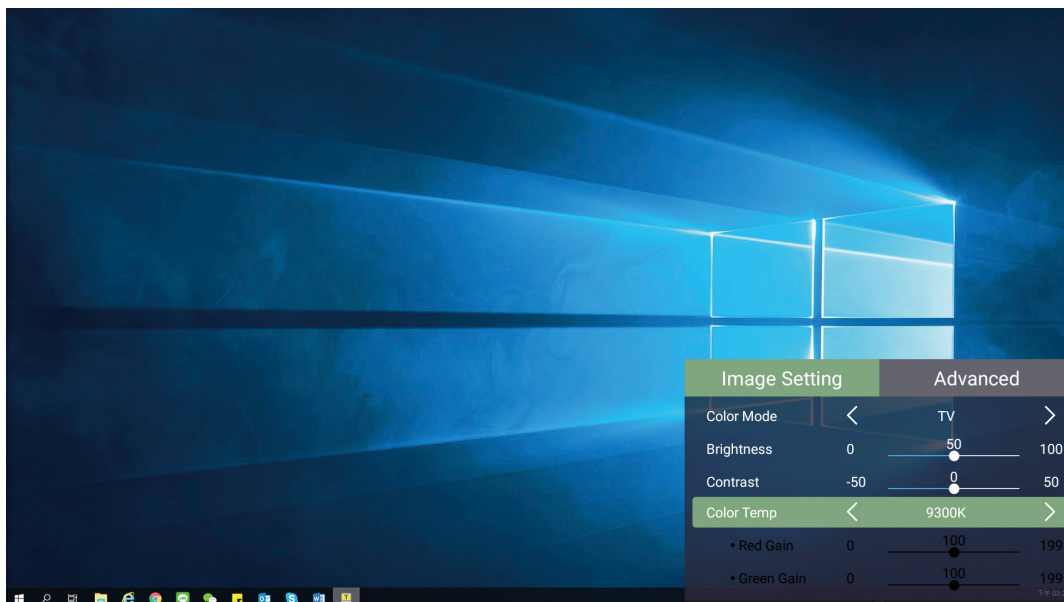 Image Setting Advanced
Color Mode TV
Brightness 0 50 100
Contrast -50 0 50
Color Temp 9300K
• Red Gain 0 100 199
• Green Gain 0 100 199